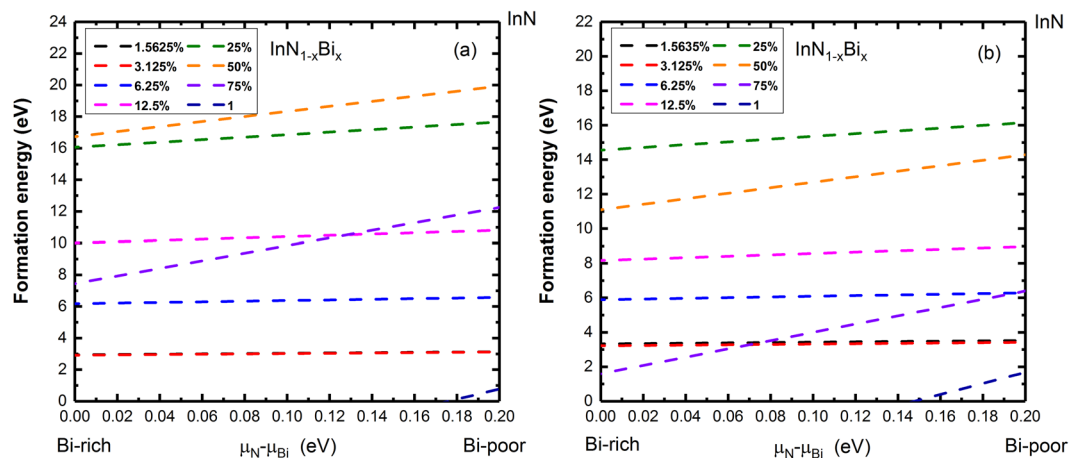 InN
InN
(a)
InN1-xBix
1.5625%
25%
3.125%
50%
6.25%
75%
12.5%
1
Formation energy (eV)
22
20
18
16
14
12
10
8
6
4
2
0
0.00 0.02 0.04 0.06 0.08 0.10 0.12 0.14 0.16 0.18 0.20
Bi-rich
μN-μBi (eV)
Bi-poor
(b)
InN1-xBix
1.5635%
25%
3.125%
50%
6.25%
75%
12.5%
1
Formation energy (eV)
22
20
18
16
14
12
10
8
6
4
2
0
0.00 0.02 0.04 0.06 0.08 0.10 0.12 0.14 0.16 0.18 0.20
Bi-rich
μN-μBi (eV)
Bi-poor